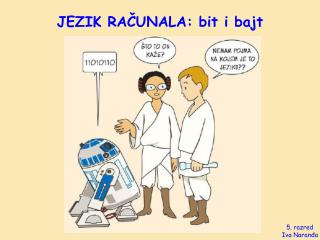 JEZIK RAČUNALA: bit i bajt
11010110
ŠTO TO ON
KAŽE?
NEMAM POJMA
NA KOJEM JE TO
JEZIKU??
5. razred
Iva Naranđa